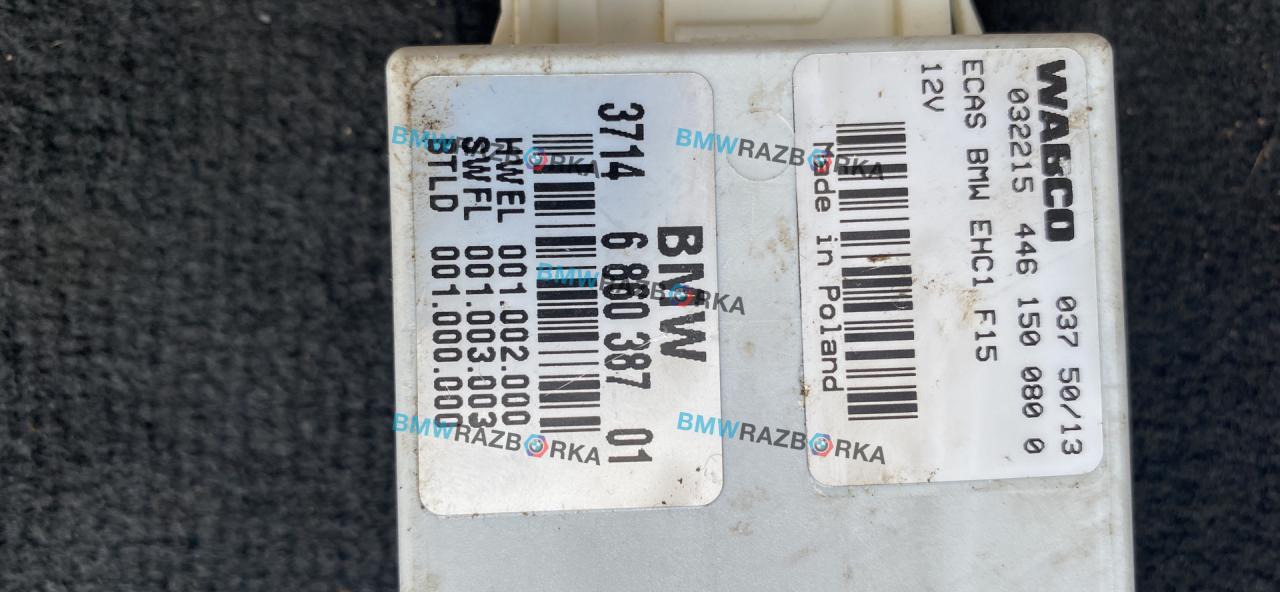 BMW
3714 6 860 387 01
HWEL 001.002.000
SWFL 001.003.003
BTLD 001.000.000
WABCO 037 50/13
032215 446 150 080 0
ECAS BMW EHC1 F15
12V
Made in Poland
BMWRAZBORKA
BMWRAZBORKA
BMWRAZBORKA
BMWRAZBORKA
BMWRAZBORKA